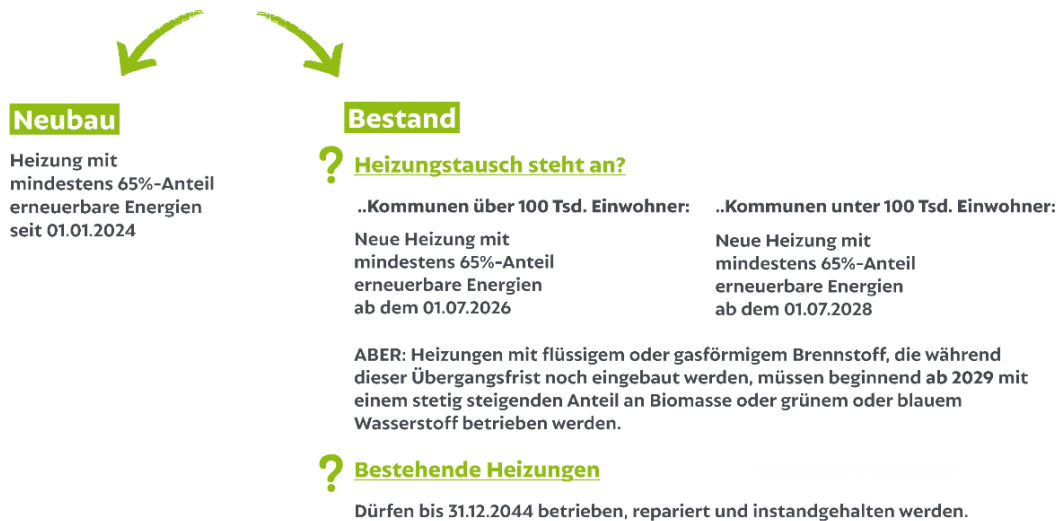 Neubau
Heizung mit
mindestens 65%-Anteil
erneuerbare Energien
seit 01.01.2024
Bestand
? Heizungstausch steht an?
..Kommunen über 100 Tsd. Einwohner:
Neue Heizung mit
mindestens 65%-Anteil
erneuerbare Energien
ab dem 01.07.2026
..Kommunen unter 100 Tsd. Einwohner:
Neue Heizung mit
mindestens 65%-Anteil
erneuerbare Energien
ab dem 01.07.2028
ABER: Heizungen mit flüssigem oder gasförmigem Brennstoff, die während
dieser Übergangsfrist noch eingebaut werden, müssen beginnend ab 2029 mit
einem stetig steigenden Anteil an Biomasse oder grünem oder blauem
Wasserstoff betrieben werden.
? Bestehende Heizungen
Dürfen bis 31.12.2044 betrieben, repariert und instandgehalten werden.